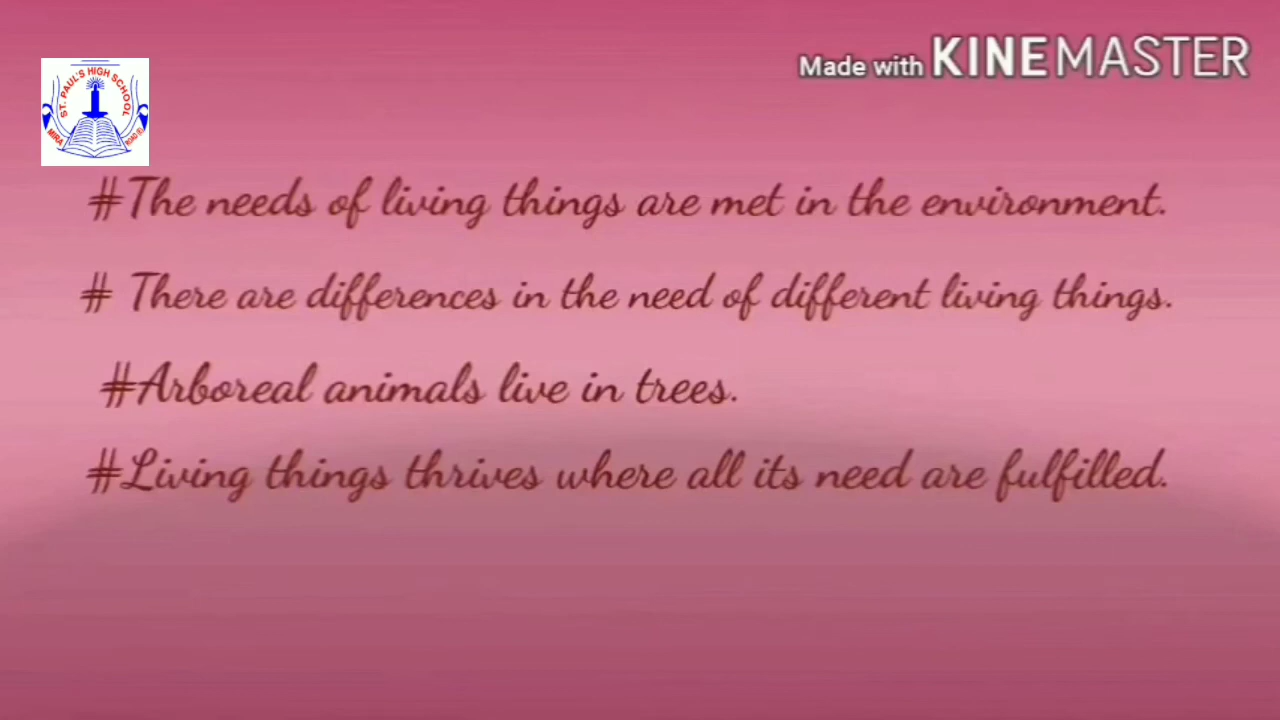 Made with KINEMASTER
ST. PAUL'S HIGH SCHOOL
MIRA ROAD (E)
#The needs of living things are met in the environment.
# There are differences in the need of different living things.
#Arboreal animals live in trees.
#Living things thrives where all its need are fulfilled.